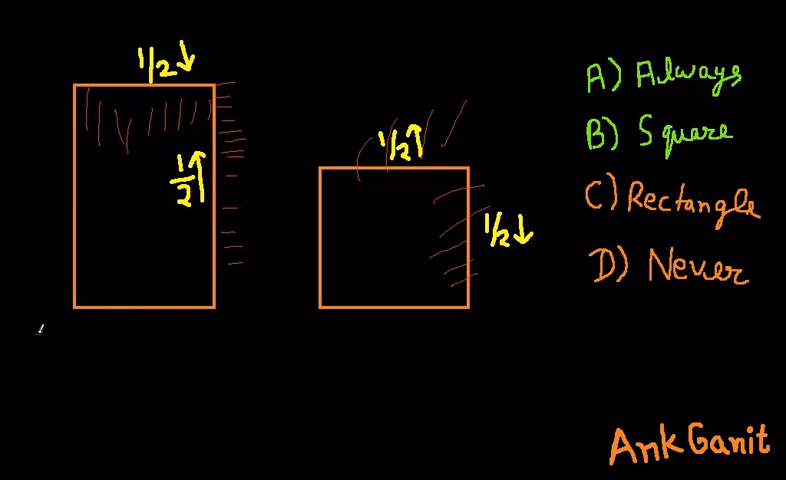 1/2 ↓
1/2 ↑
1/2 ↑
1/2 ↓
A) Always
B) Square
C) Rectangle
D) Never
AnkGanit